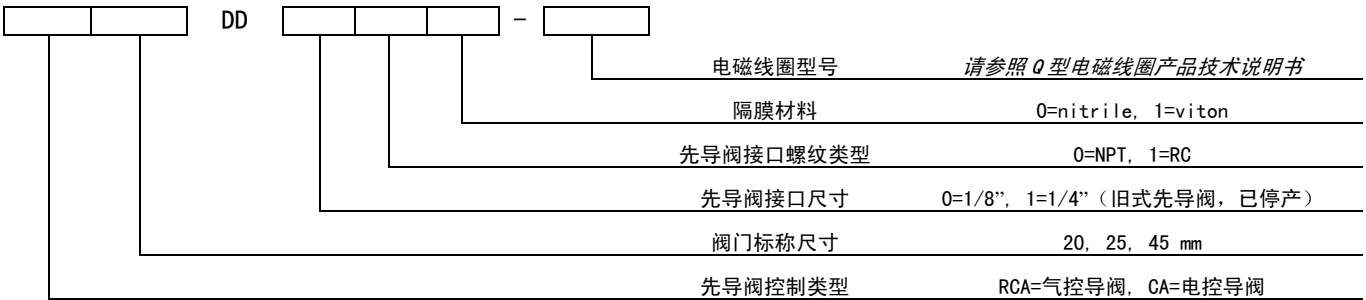 DD -
电磁线圈型号 请参照 Q 型电磁线圈产品技术说明书
隔膜材料 0=nitrile, 1=viton
先导阀接口螺纹类型 0=NPT, 1=RC
先导阀接口尺寸 0=1/8”, 1=1/4”（旧式先导阀，已停产）
阀门标称尺寸 20, 25, 45 mm
先导阀控制类型 RCA=气控导阀, CA=电控导阀